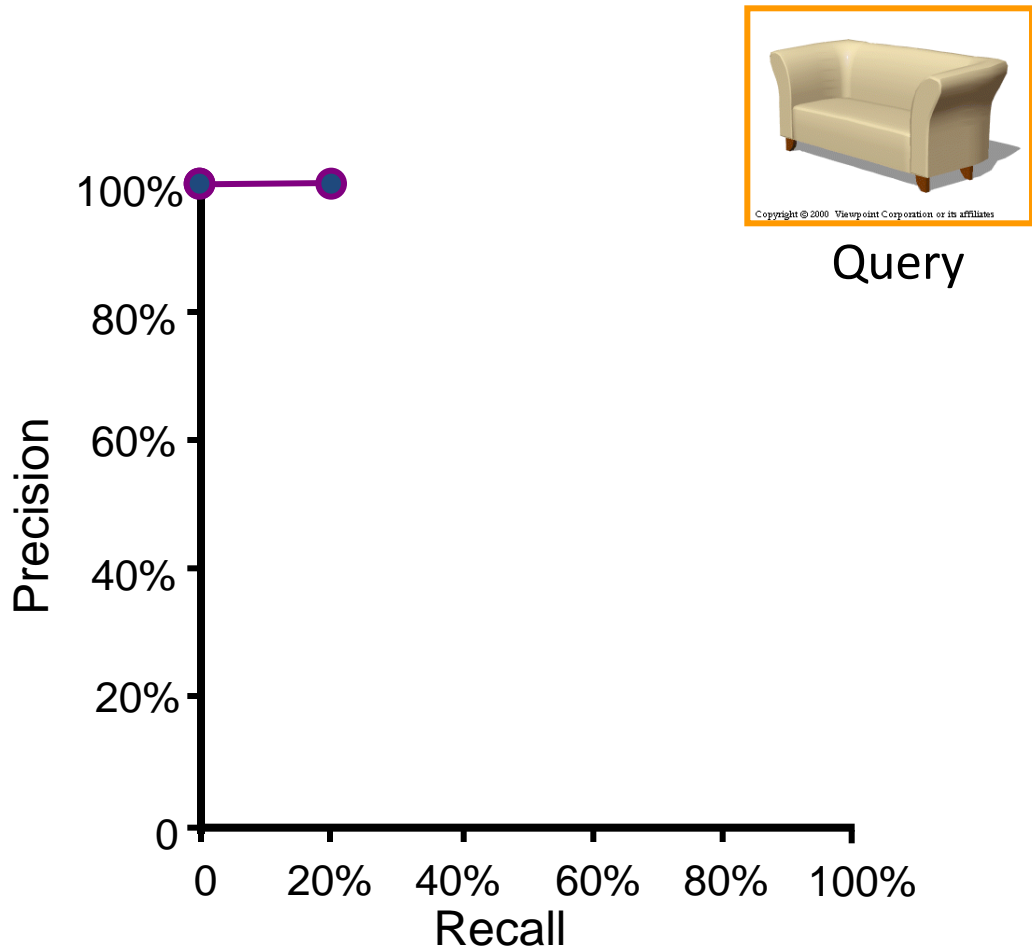 Copyright © 2000 Viewpoint Corporation or its affiliates
Query
100%
80%
60%
40%
20%
0
Precision
0 20% 40% 60% 80% 100%
Recall